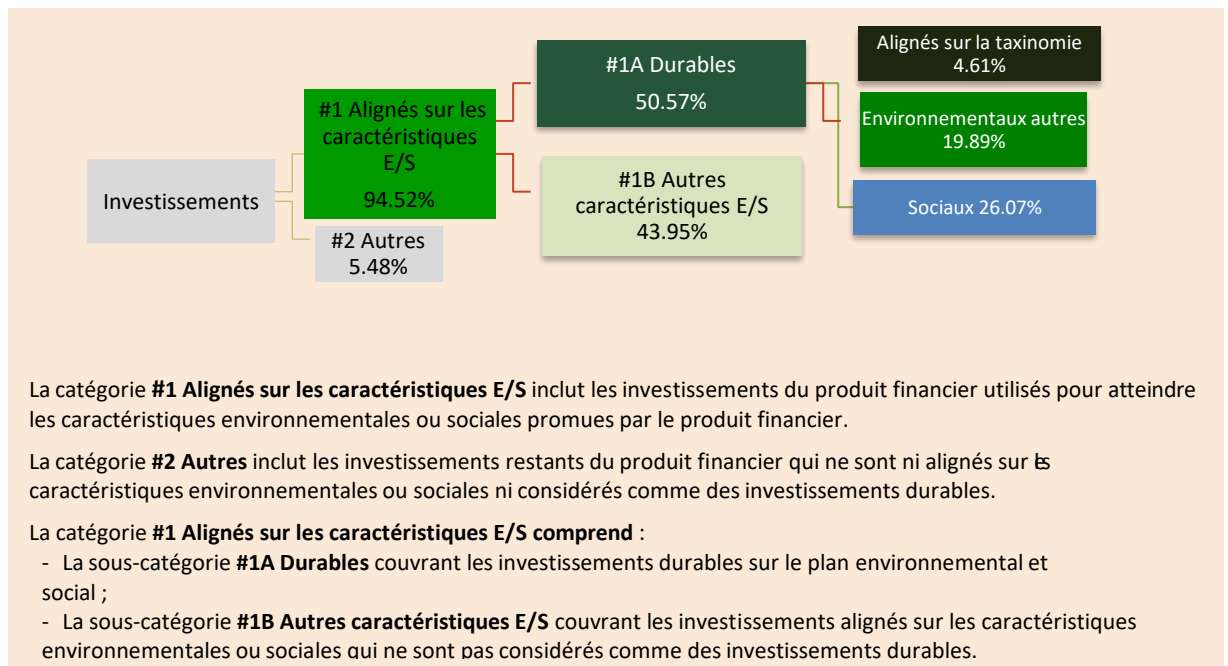 Investissements
#1 Alignés sur les
caractéristiques
E/S
94.52%
#2 Autres
5.48%
#1A Durables
50.57%
#1B Autres
caractéristiques E/S
43.95%
Alignés sur la taxinomie
4.61%
Environnementaux autres
19.89%
Sociaux 26.07%
La catégorie #1 Alignés sur les caractéristiques E/S inclut les investissements du produit financier utilisés pour atteindre
les caractéristiques environnementales ou sociales promues par le produit financier.
La catégorie #2 Autres inclut les investissements restants du produit financier qui ne sont ni alignés sur les
caractéristiques environnementales ou sociales ni considérés comme des investissements durables.
La catégorie #1 Alignés sur les caractéristiques E/S comprend :
- La sous-catégorie #1A Durables couvrant les investissements durables sur le plan environnemental et
social ;
- La sous-catégorie #1B Autres caractéristiques E/S couvrant les investissements alignés sur les caractéristiques
environnementales ou sociales qui ne sont pas considérés comme des investissements durables.